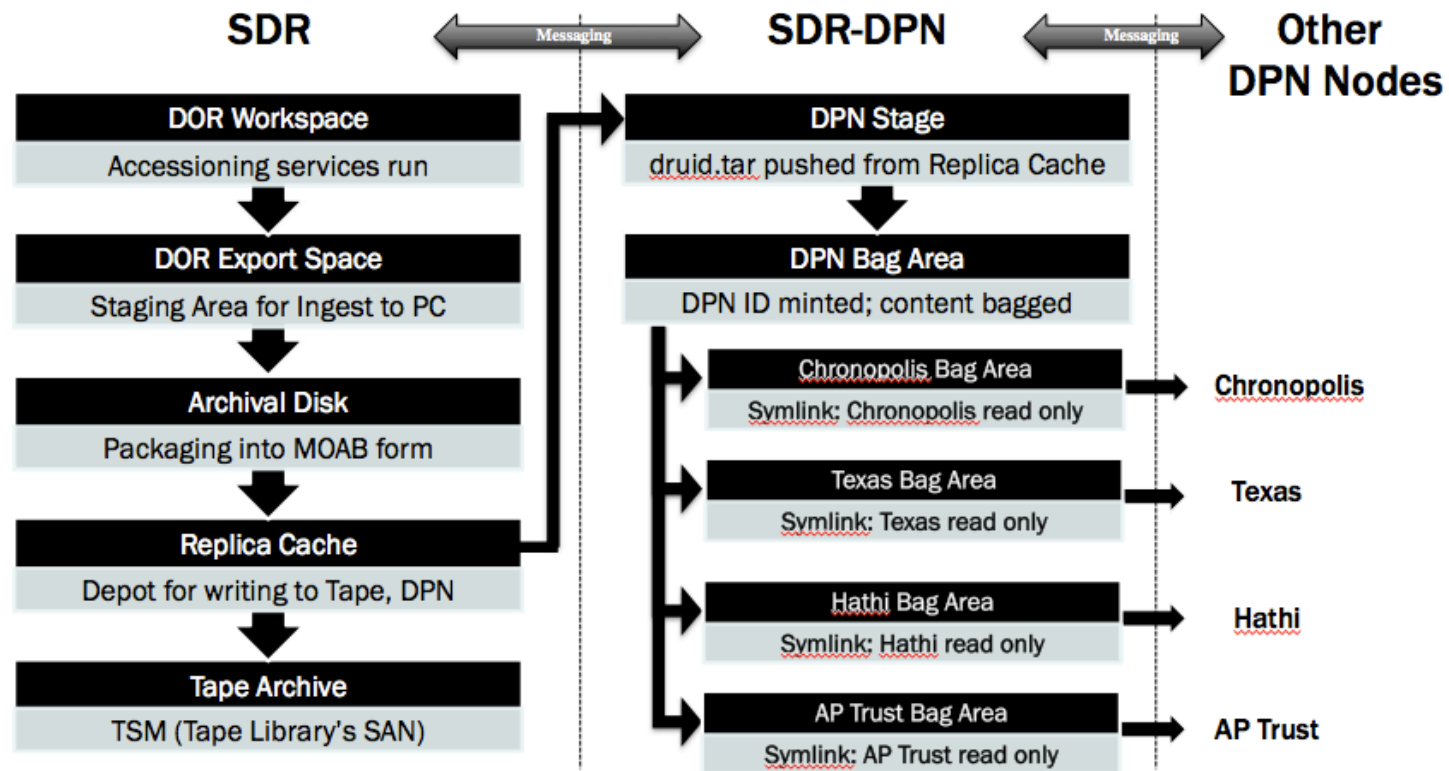 SDR
Messaging
SDR-DPN
Messaging
Other
DPN Nodes
DOR Workspace
Accessioning services run
DOR Export Space
Staging Area for Ingest to PC
Archival Disk
Packaging into MOAB form
Replica Cache
Depot for writing to Tape, DPN
Tape Archive
TSM (Tape Library's SAN)
DPN Stage
druid.tar pushed from Replica Cache
DPN Bag Area
DPN ID minted; content bagged
Chronopolis Bag Area
Symlink: Chronopolis read only
Texas Bag Area
Symlink: Texas read only
Hathi Bag Area
Symlink: Hathi read only
AP Trust Bag Area
Symlink: AP Trust read only
Chronopolis
Texas
Hathi
AP Trust